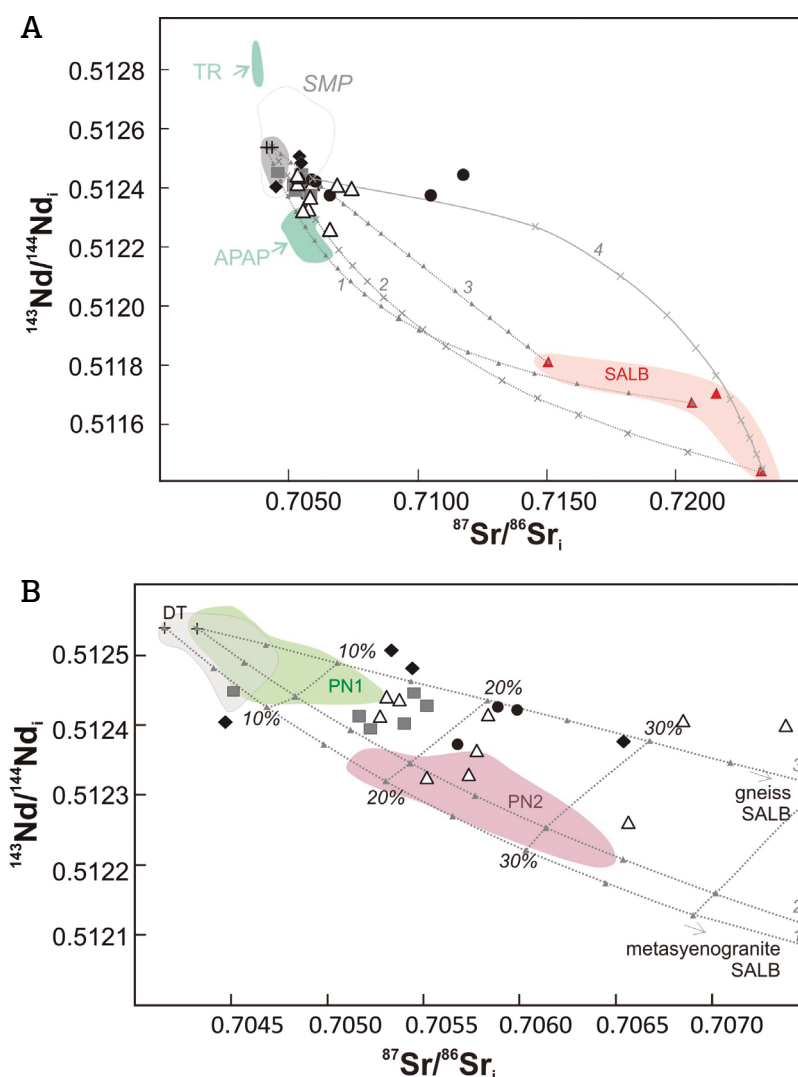 A
0.5128
0.5126
0.5124
0.5122
0.5120
0.5118
0.5116
¹⁴³Nd/¹⁴⁴Ndᵢ
TR
SMP
APAP
1
2
3
4
SALB
0.7050
0.7100
0.7150
0.7200
⁸⁷Sr/⁸⁶Srᵢ
B
0.5125
0.5124
0.5123
0.5122
0.5121
¹⁴³Nd/¹⁴⁴Ndᵢ
DT
10%
20%
30%
PN1
10%
20%
30%
PN2
3
gneiss
SALB
2
1
metasyenogranite
SALB
0.7045
0.7050
0.7055
0.7060
0.7065
0.7070
⁸⁷Sr/⁸⁶Srᵢ